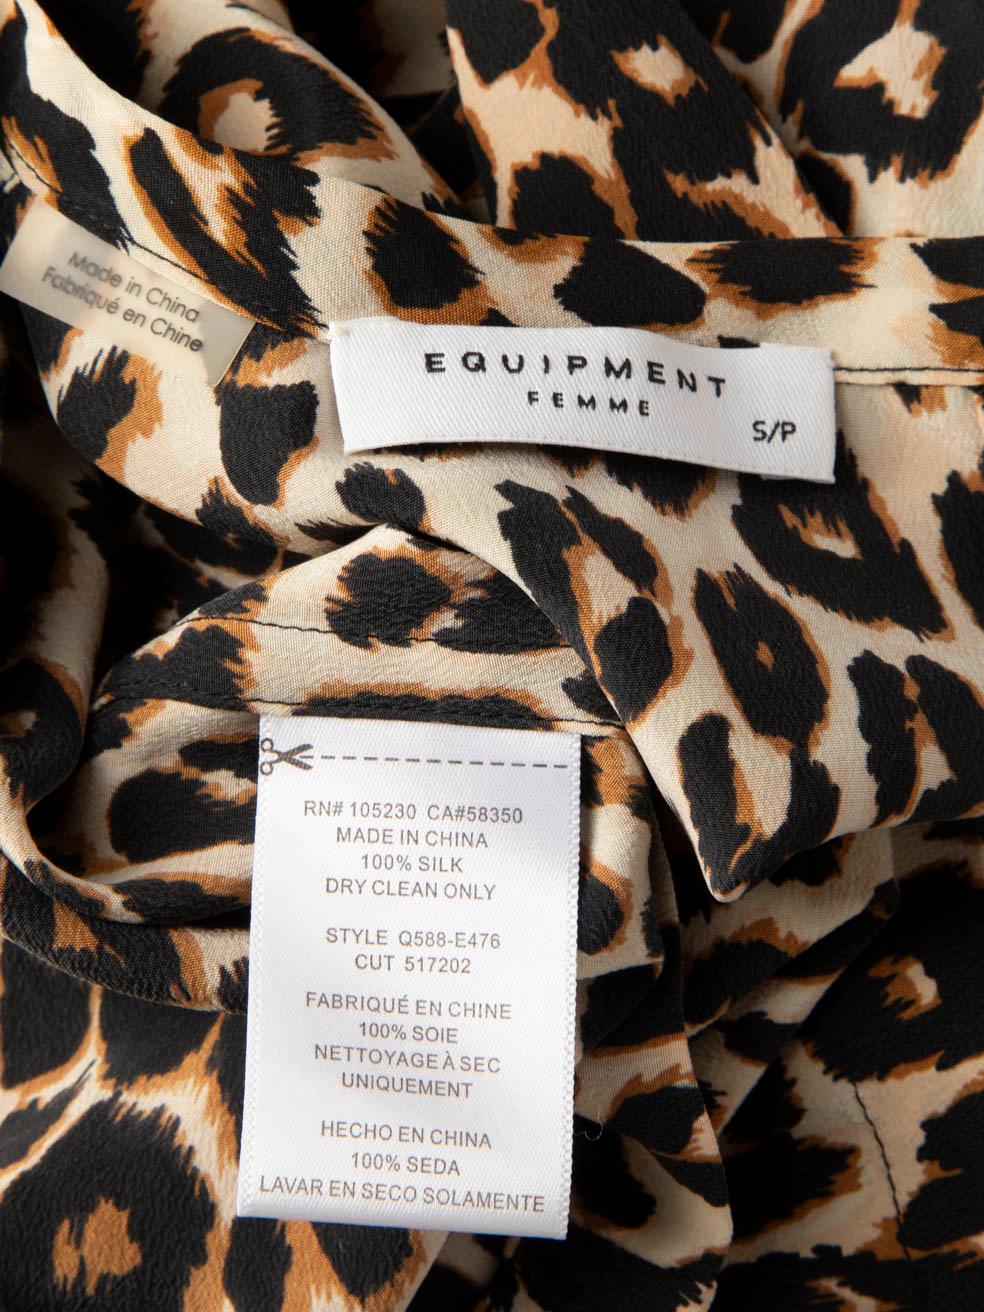 Made in China
Fabriqué en Chine
EQUIPMENT
FEMME
S/P
RN# 105230 CA#58350
MADE IN CHINA
100% SILK
DRY CLEAN ONLY
STYLE Q588-E476
CUT 517202
FABRIQUÉ EN CHINE
100% SOIE
NETTOYAGE À SEC
UNIQUEMENT
HECHO EN CHINA
100% SEDA
LAVAR EN SECO SOLAMENTE